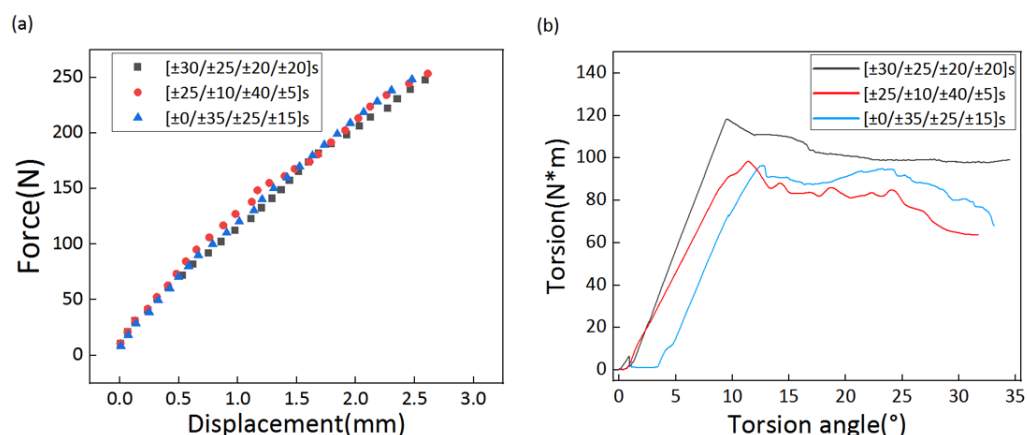 (a)
[±30/±25/±20/±20]s
[±25/±10/±40/±5]s
[±0/±35/±25/±15]s
250
200
150
100
50
0
Force(N)
0.0 0.5 1.0 1.5 2.0 2.5 3.0
Displacement(mm)
(b)
[±30/±25/±20/±20]s
[±25/±10/±40/±5]s
[±0/±35/±25/±15]s
140
120
100
80
60
40
20
0
Torsion(N*m)
0 5 10 15 20 25 30 35
Torsion angle(°)